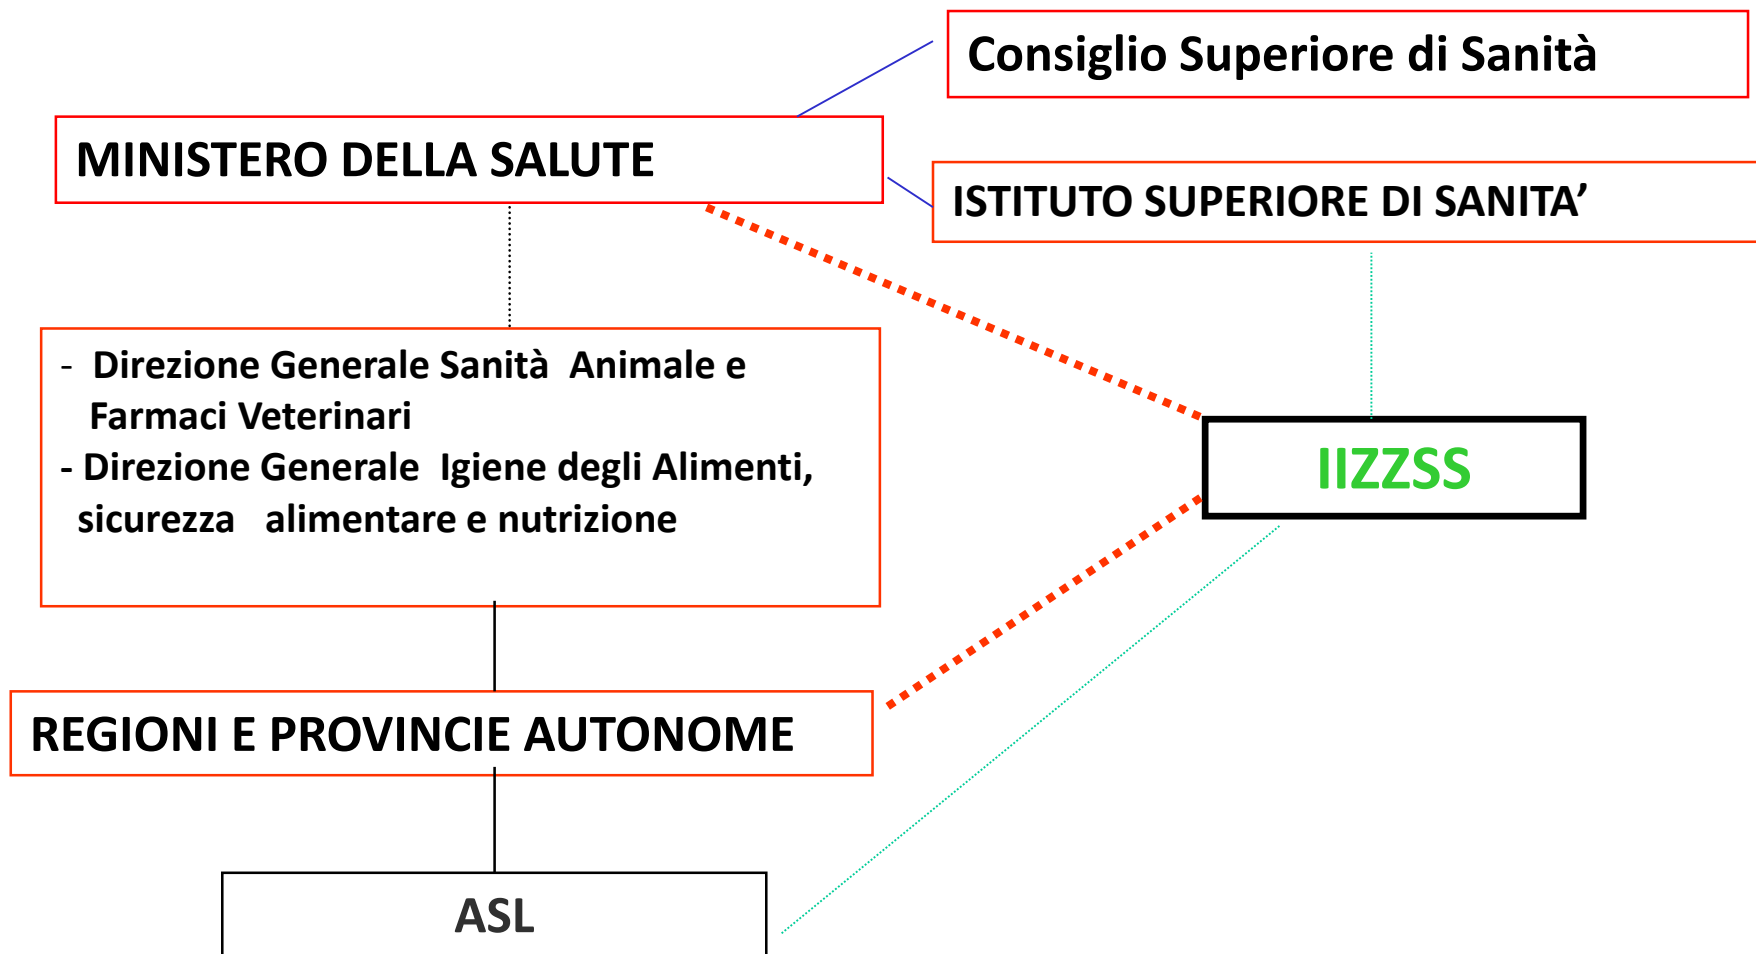 Consiglio Superiore di Sanità
MINISTERO DELLA SALUTE
ISTITUTO SUPERIORE DI SANITA’
- Direzione Generale Sanità Animale e
Farmaci Veterinari
- Direzione Generale Igiene degli Alimenti,
sicurezza alimentare e nutrizione
IIZZSS
REGIONI E PROVINCIE AUTONOME
ASL